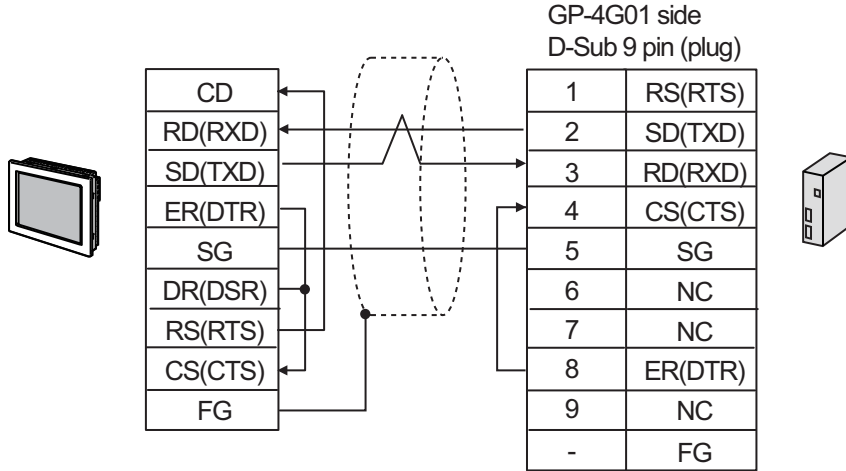 GP-4G01 side
D-Sub 9 pin (plug)
CD
RD(RXD)
SD(TXD)
ER(DTR)
SG
DR(DSR)
RS(RTS)
CS(CTS)
FG
1 RS(RTS)
2 SD(TXD)
3 RD(RXD)
4 CS(CTS)
5 SG
6 NC
7 NC
8 ER(DTR)
9 NC
- FG